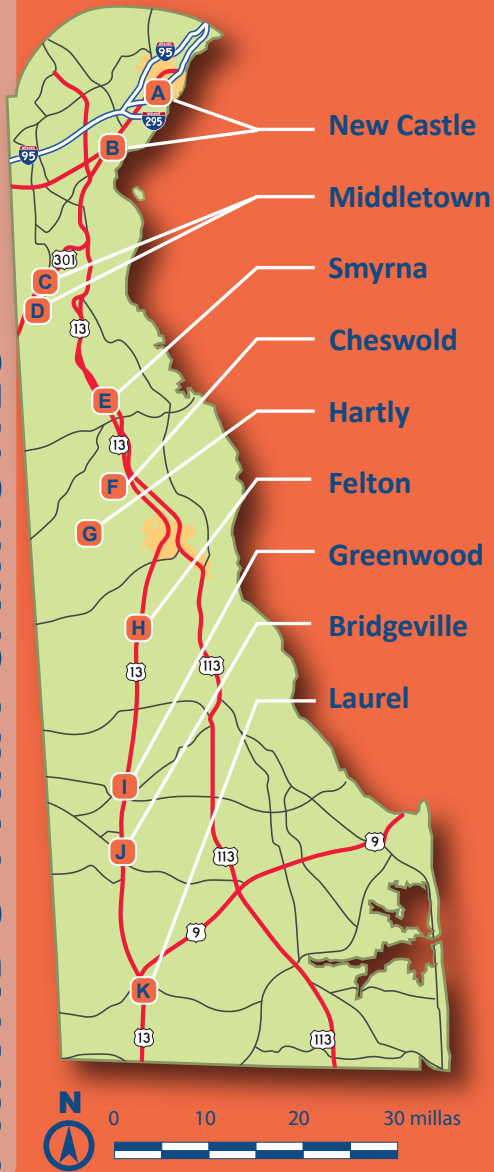 95
A
New Castle
295
B
95
Middletown
301
C
Smyrna
D
13
Cheswold
E
Hartly
13
F
Felton
G
Greenwood
H
Bridgeville
113
13
Laurel
I
9
J
113
9
K
13
113
N
0 10 20 30 millas